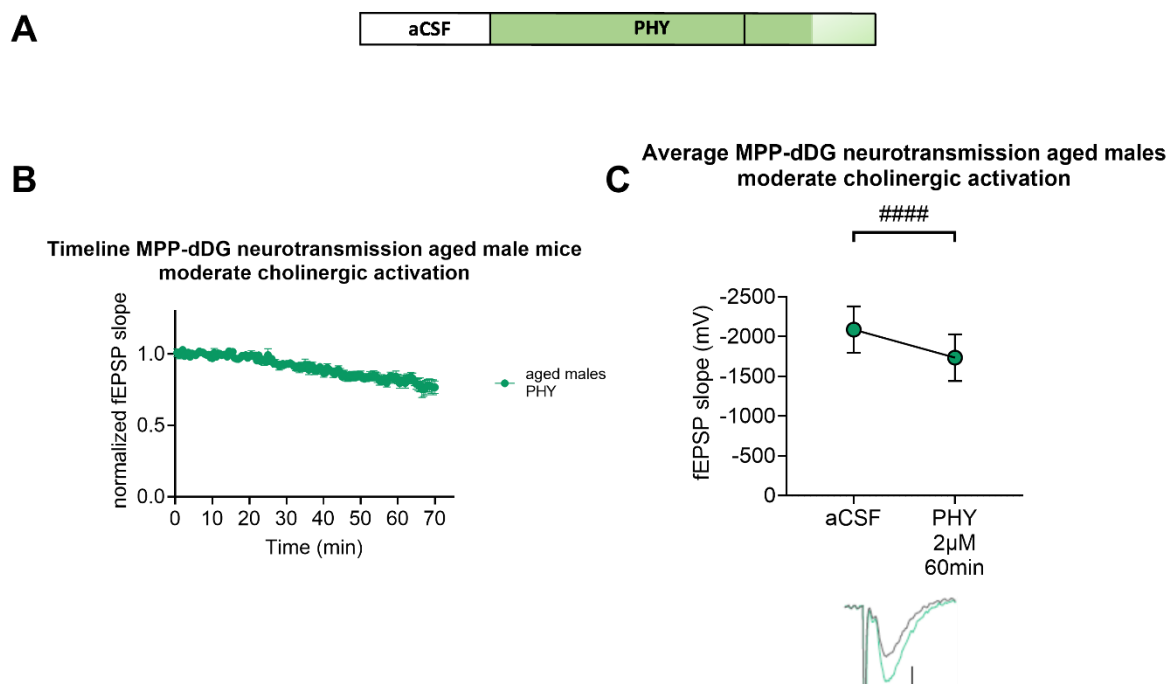 A
aCSF PHY
B
Timeline MPP-dDG neurotransmission aged male mice
moderate cholinergic activation
normalized fEPSP slope
1.0
0.5
0.0
0 10 20 30 40 50 60 70
Time (min)
aged males
PHY
C
Average MPP-dDG neurotransmission aged males
moderate cholinergic activation
####
fEPSP slope (mV)
-2500
-2000
-1500
-1000
-500
0
aCSF PHY
2µM
60min